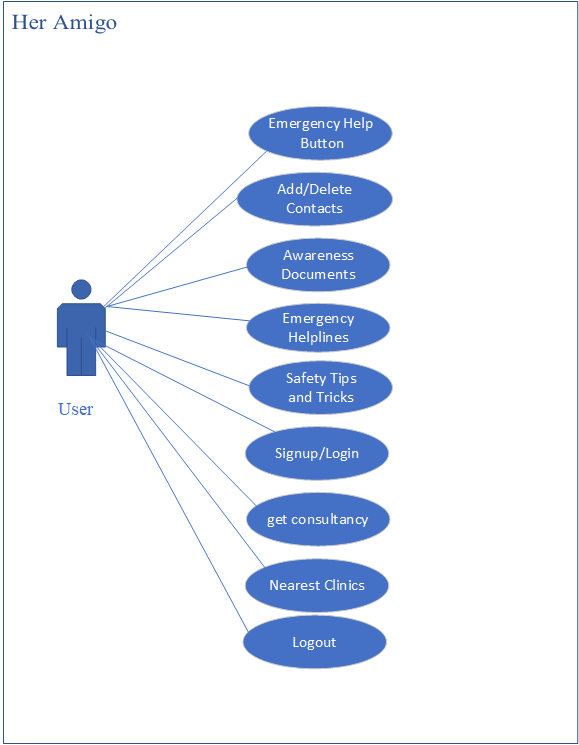 Her Amigo
Emergency Help
Button
Add/Delete
Contacts
Awareness
Documents
Emergency
Helplines
Safety Tips
and Tricks
User
Signup/Login
get consultancy
Nearest Clinics
Logout